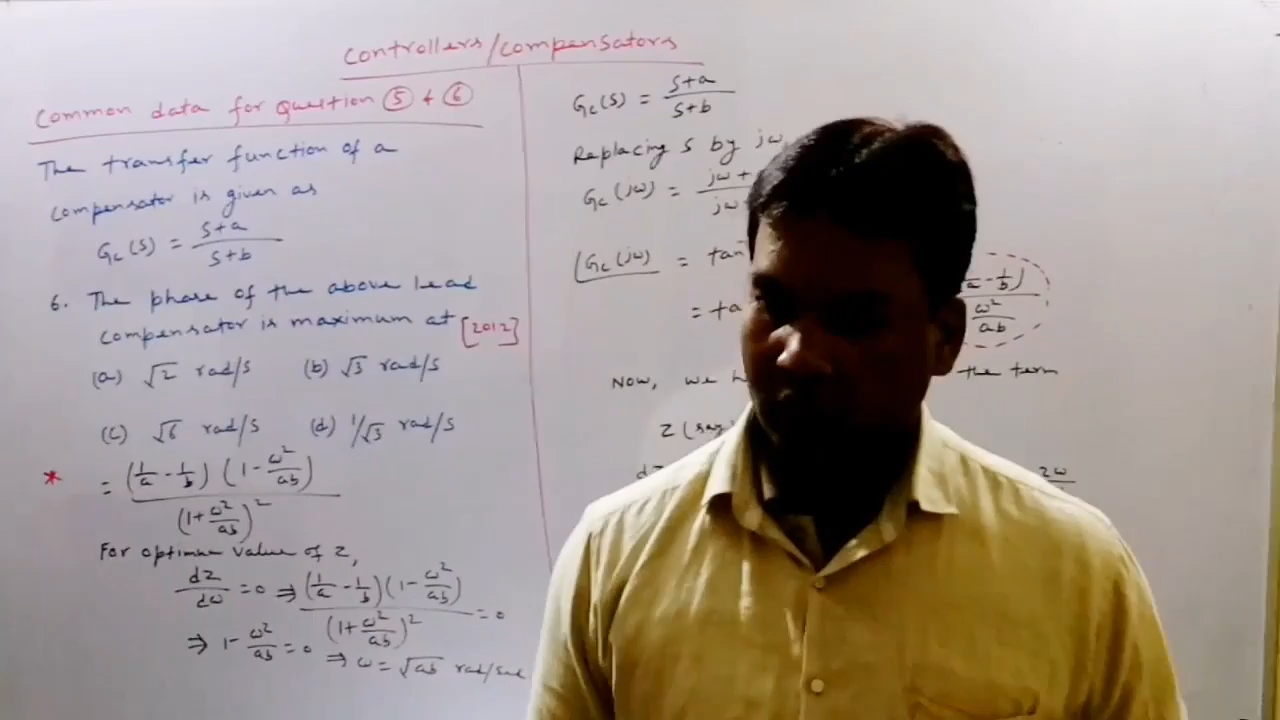 Controllers/Compensators
Common data for Question ⑤ & ⑥
The transfer function of a
compensator is given as
Gc(s) = (s+a)/(s+b)
6. The phase of the above lead
compensator is maximum at [2012]
(a) √2 rad/s (b) √3 rad/s
(c) √6 rad/s (d) 1/√3 rad/s
* = (1/a - 1/b)(1 - ω²/ab)/(1+ω²/ab)²
For optimum value of z,
dz/dω = 0 ⇒ (1/a - 1/b)(1 - ω²/ab)/(1+ω²/ab)² = 0
⇒ 1 - ω²/ab = 0 ⇒ ω = √ab rad/sec
Gc(s) = (s+a)/(s+b)
Replacing s by jω,
Gc(jω) = jω+ / jω
∠Gc(jω) = tan
= ta 1/b) ω²/ab
Now, we the term
z (say)
dz 2ω